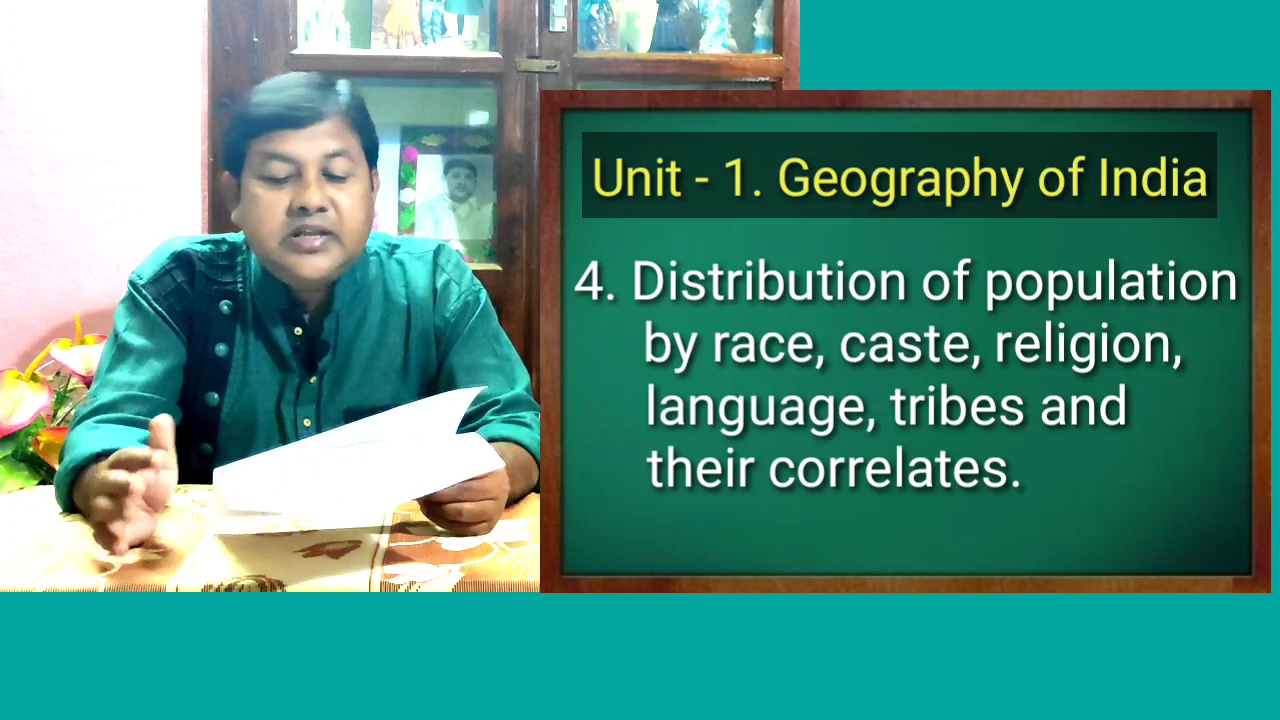 Unit - 1. Geography of India
4. Distribution of population
by race, caste, religion,
language, tribes and
their correlates.